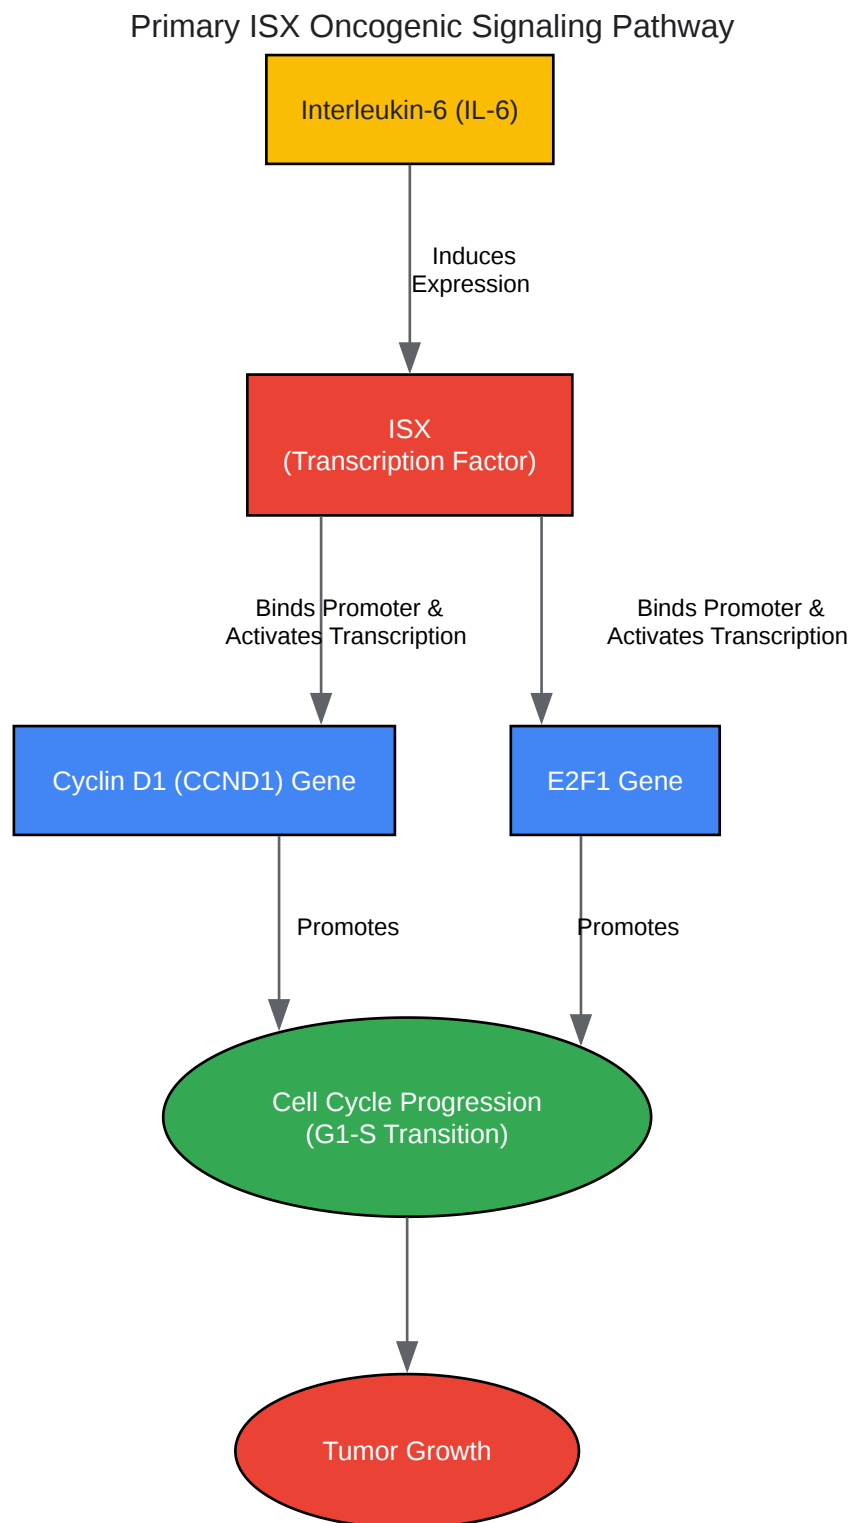 Primary ISX Oncogenic Signaling Pathway
Interleukin-6 (IL-6)
Induces
Expression
ISX
(Transcription Factor)
Binds Promoter &
Activates Transcription
Binds Promoter &
Activates Transcription
Cyclin D1 (CCND1) Gene
E2F1 Gene
Promotes
Promotes
Cell Cycle Progression
(G1-S Transition)
Tumor Growth